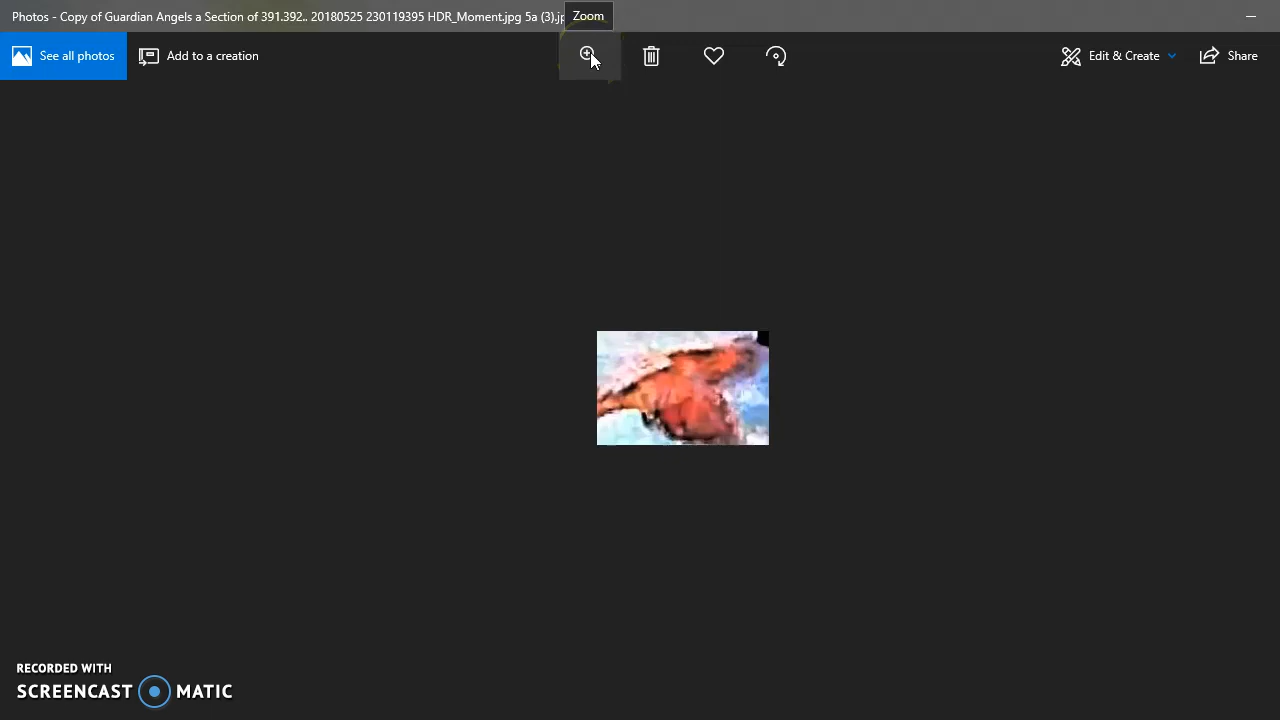 Photos - Copy of Guardian Angels a Section of 391.392.. 20180525 230119395 HDR_Moment.jpg 5a (3).jp
Zoom
See all photos
Add to a creation
Edit & Create
Share
RECORDED WITH
SCREENCAST MATIC